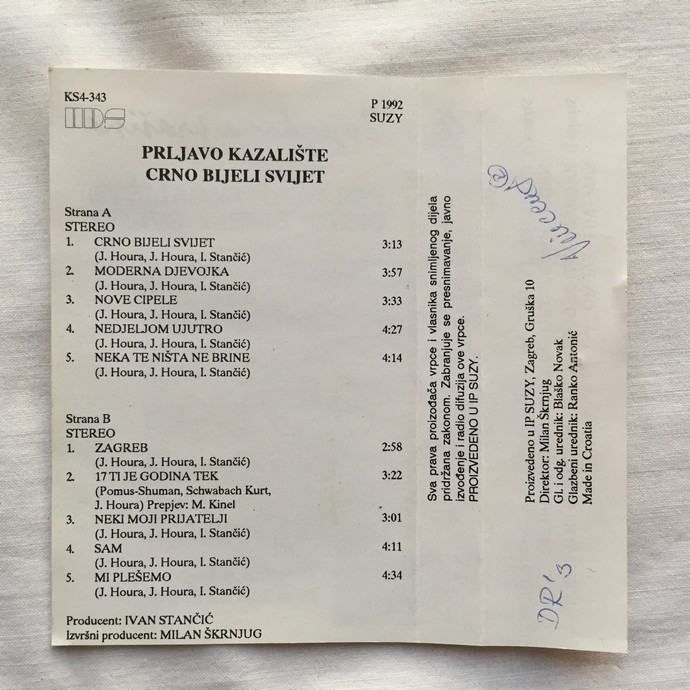 KS4-343
P 1992
SUZY
PRLJAVO KAZALIŠTE
CRNO BIJELI SVIJET
Strana A
STEREO
1. CRNO BIJELI SVIJET 3:13
(J. Houra, J. Houra, I. Stančić)
2. MODERNA DJEVOJKA 3:57
(J. Houra, J. Houra, I. Stančić)
3. NOVE CIPELE 3:33
(J. Houra, J. Houra, I. Stančić)
4. NEDJELJOM UJUTRO 4:27
(J. Houra, J. Houra, I. Stančić)
5. NEKA TE NIŠTA NE BRINE 4:14
(J. Houra, J. Houra, I. Stančić)
Strana B
STEREO
1. ZAGREB 2:58
(J. Houra, J. Houra, I. Stančić)
2. 17 TI JE GODINA TEK 3:22
(Pomus-Shuman, Schwabach Kurt,
J. Houra) Prepjev: M. Kinel
3. NEKI MOJI PRIJATELJI 3:01
(J. Houra, J. Houra, I. Stančić)
4. SAM 4:11
(J. Houra, J. Houra, I. Stančić)
5. MI PLEŠEMO 4:34
(J. Houra, J. Houra, I. Stančić)
Producent: IVAN STANČIĆ
Izvršni producent: MILAN ŠKRNJUG
Sva prava proizođača vrpce i vlasnika snimljenog dijela
pridržana zakonom. Zabranjuje se presnimavanje, javno
izvođenje i radio difuzija ove vrpce.
PROIZVEDENO U IP SUZY.
Proizvedeno u IP SUZY, Zagreb, Gruška 10
Direktor: Milan Škrnjug
Gl. i odg. urednik: Blaško Novak
Glazbeni urednik: Ranko Antonić
Made in Croatia
DR's